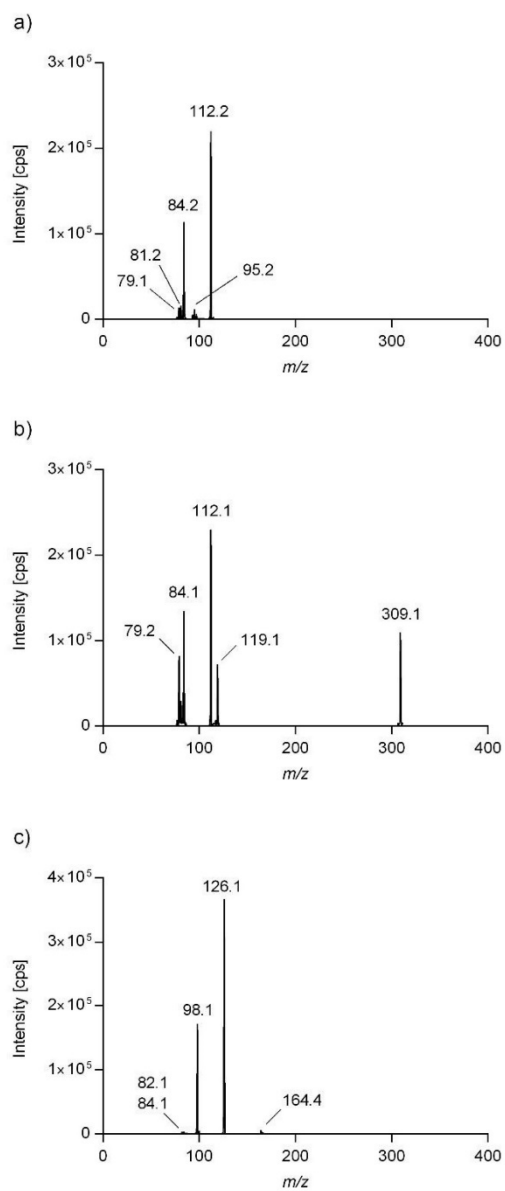 a)
Intensity [cps]
3×10⁵
2×10⁵
1×10⁵
0
112.2
84.2
81.2
79.1
95.2
0 100 200 300 400
m/z
b)
Intensity [cps]
3×10⁵
2×10⁵
1×10⁵
0
112.1
84.1
309.1
79.2
119.1
0 100 200 300 400
m/z
c)
Intensity [cps]
4×10⁵
3×10⁵
2×10⁵
1×10⁵
0
126.1
98.1
82.1
84.1
164.4
0 100 200 300 400
m/z